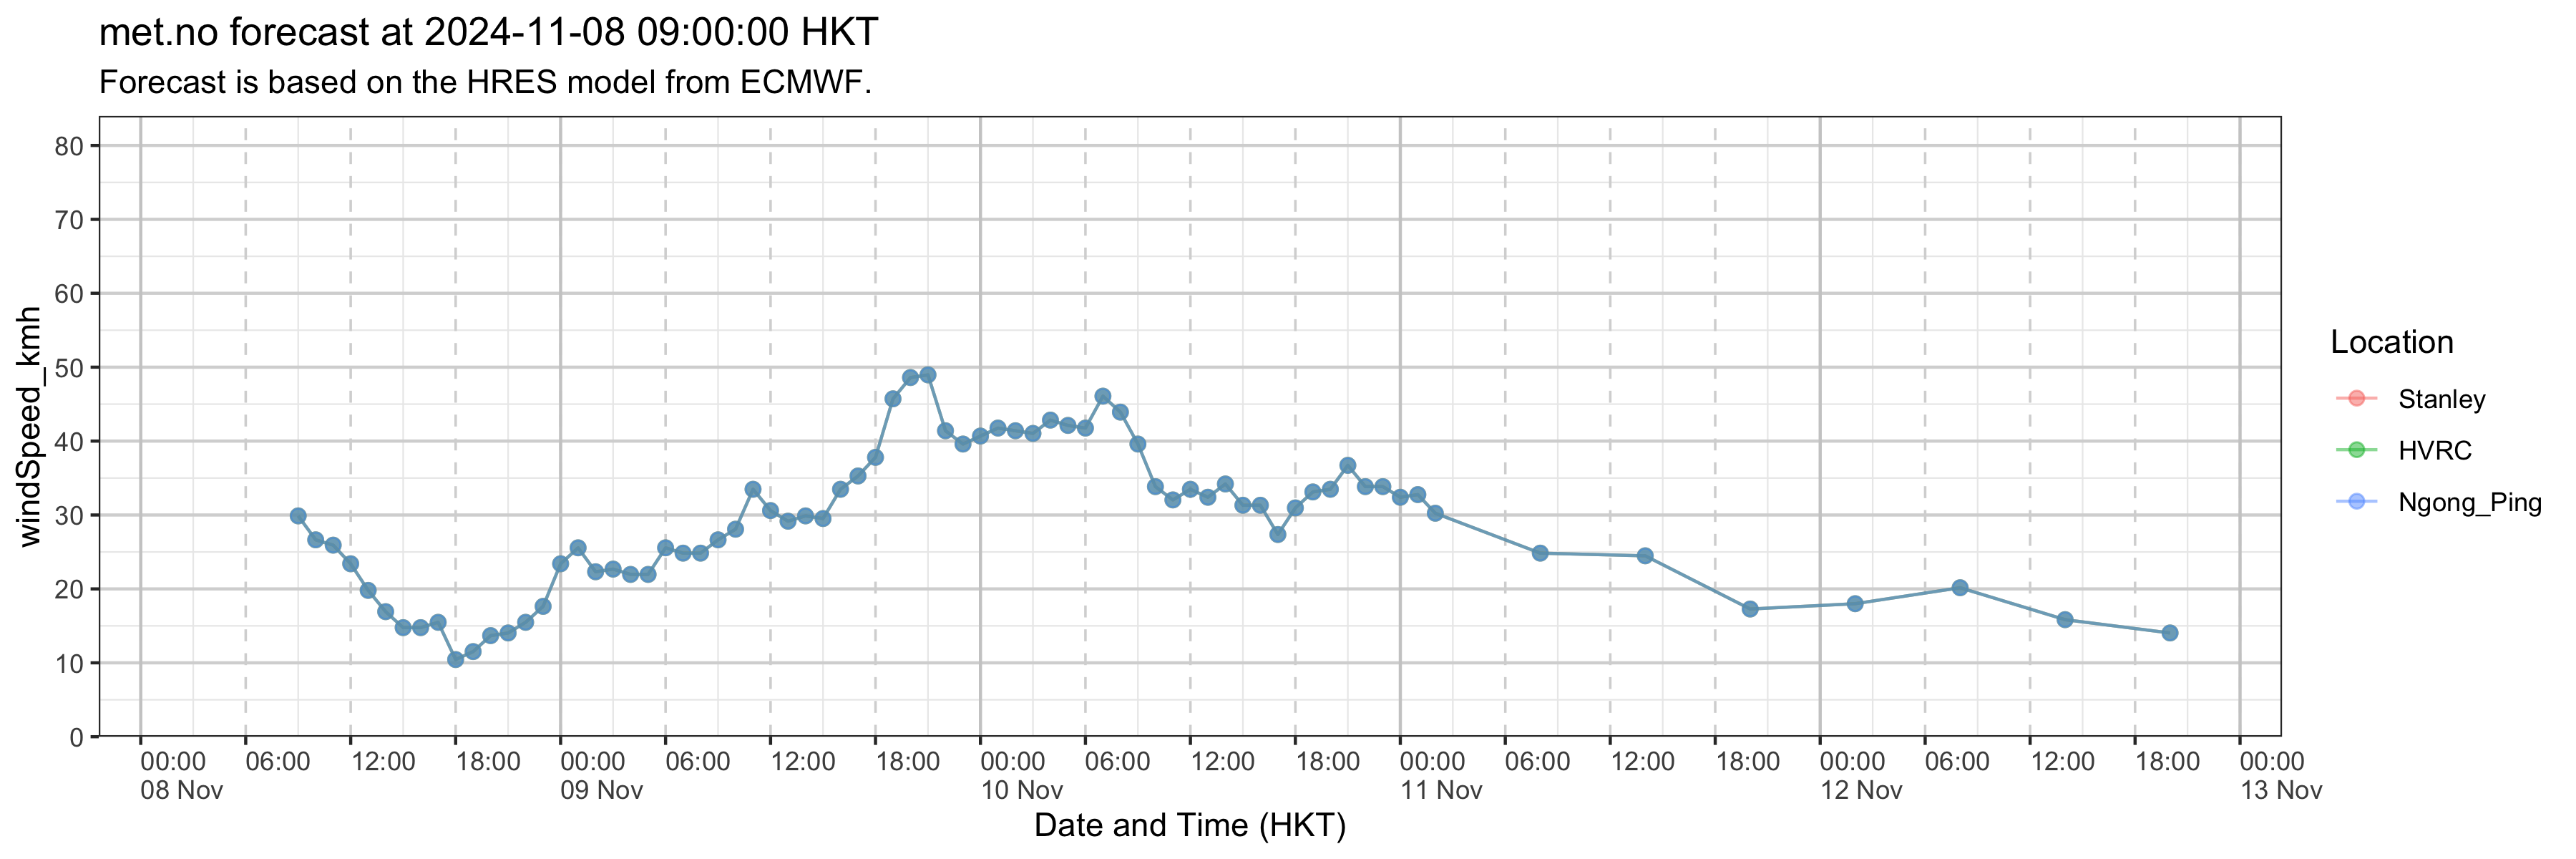 met.no forecast at 2024-11-08 09:00:00 HKT
Forecast is based on the HRES model from ECMWF.
windSpeed_kmh
80
70
60
50
40
30
20
10
0
00:00 06:00 12:00 18:00 00:00 06:00 12:00 18:00 00:00 06:00 12:00 18:00 00:00 06:00 12:00 18:00 00:00 06:00 12:00 18:00 00:00
08 Nov 09 Nov 10 Nov 11 Nov 12 Nov 13 Nov
Date and Time (HKT)
Location
Stanley
HVRC
Ngong_Ping